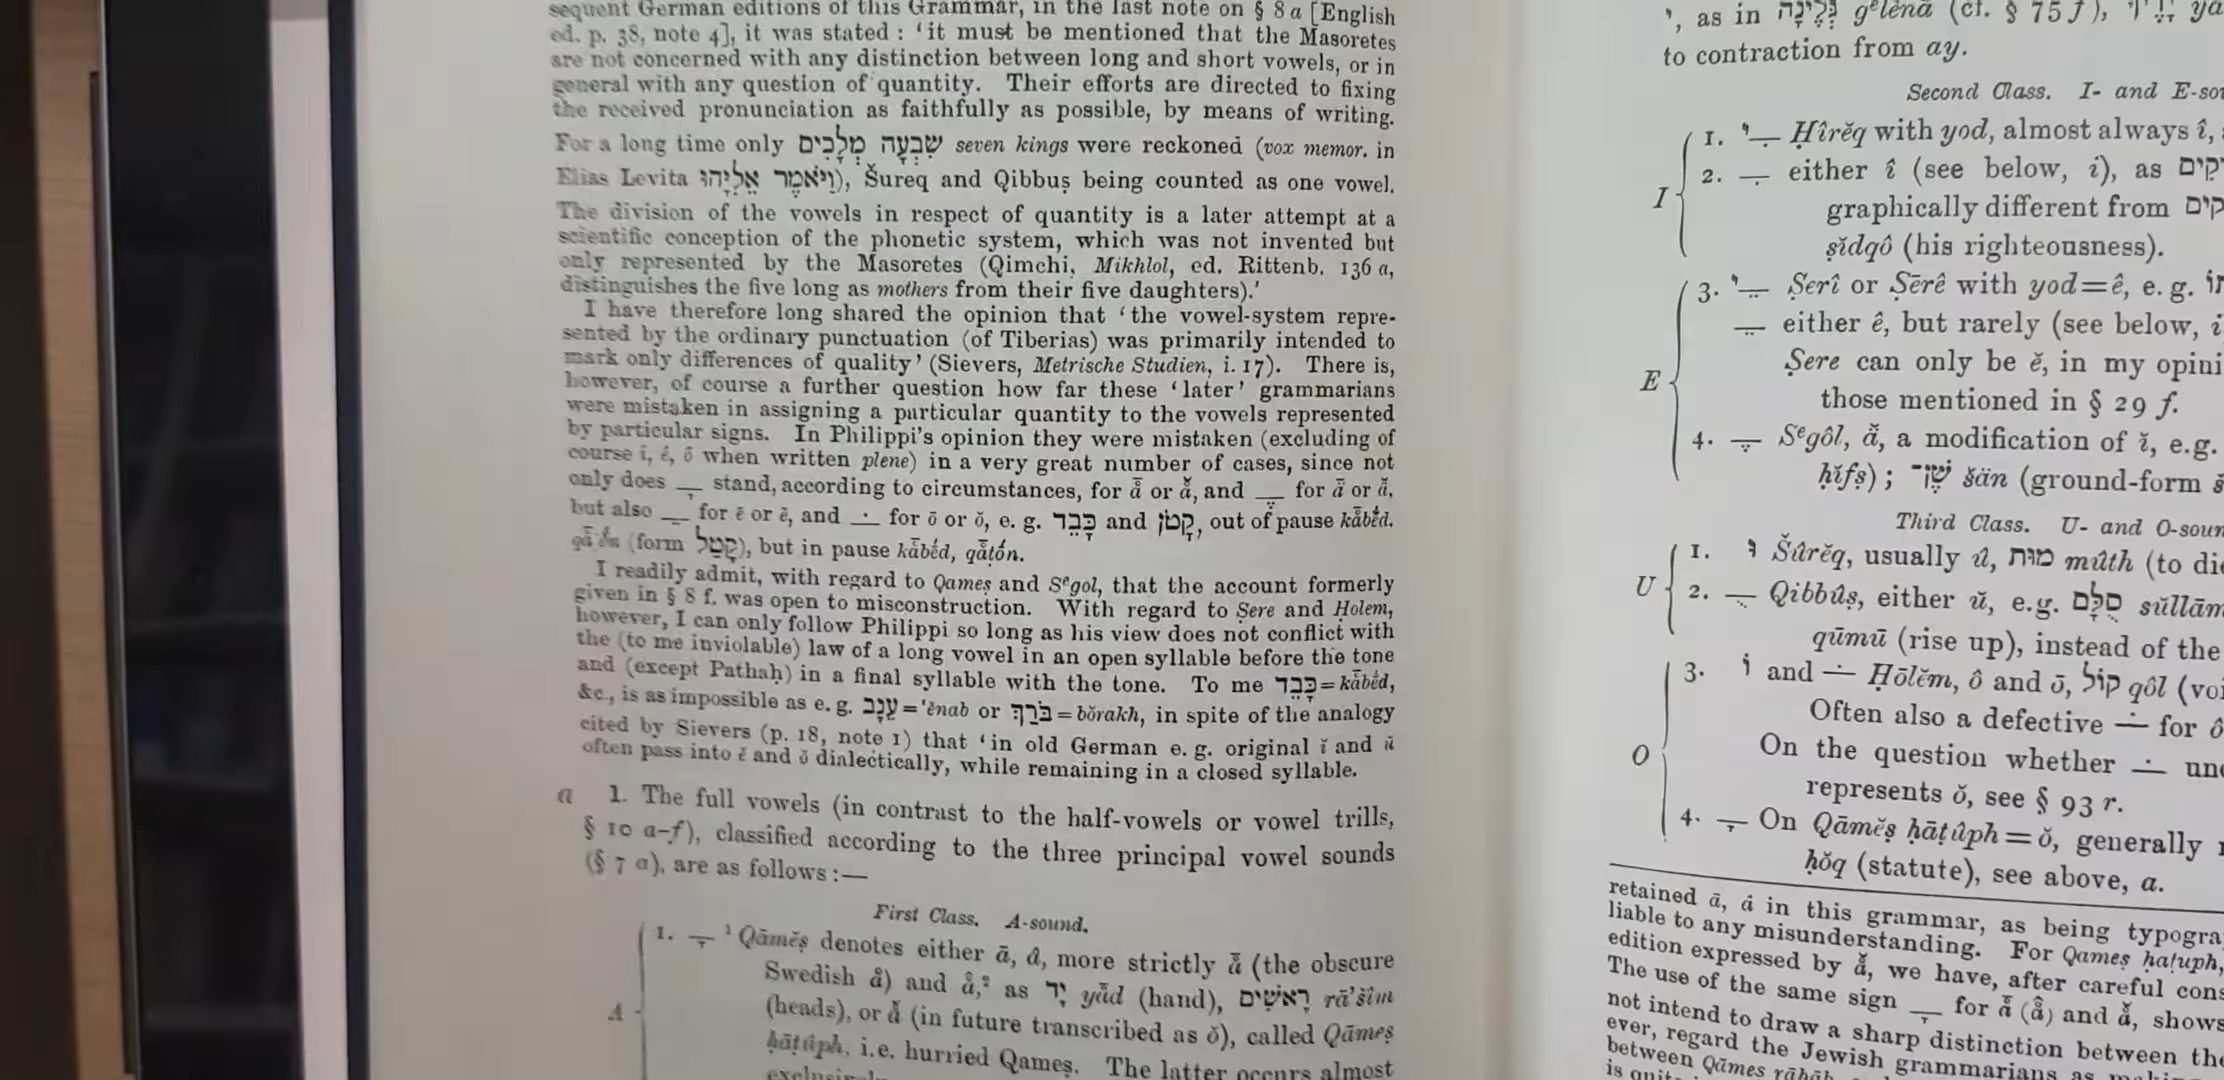 sequent German editions of this Grammar, in the last note on § 8 a [English
ed. p. 38, note 4], it was stated : ‘it must be mentioned that the Masoretes
are not concerned with any distinction between long and short vowels, or in
general with any question of quantity. Their efforts are directed to fixing
the received pronunciation as faithfully as possible, by means of writing.
For a long time only שִׁבְעָה מְלָכִים seven kings were reckoned (vox memor. in
Elias Levita וַיֹּאמֶר אֵלִיָּהוּ), Šureq and Qibbuṣ being counted as one vowel.
The division of the vowels in respect of quantity is a later attempt at a
scientific conception of the phonetic system, which was not invented but
only represented by the Masoretes (Qimchi, Mikhlol, ed. Rittenb. 136 a,
distinguishes the five long as mothers from their five daughters).’
I have therefore long shared the opinion that ‘the vowel-system repre-
sented by the ordinary punctuation (of Tiberias) was primarily intended to
mark only differences of quality’ (Sievers, Metrische Studien, i. 17). There is,
however, of course a further question how far these ‘later’ grammarians
were mistaken in assigning a particular quantity to the vowels represented
by particular signs. In Philippi’s opinion they were mistaken (excluding of
course î, ê, ô when written plene) in a very great number of cases, since not
only does ָ stand, according to circumstances, for ā̊ or ă̊, and ֶ for ǟ or ä̆,
but also ֵ for ē or ĕ, and ֹ for ō or ŏ, e. g. כָּבֵד and קָטֹן, out of pause kā̊bĕ́d.
(form קָטֵל), but in pause kā̊bḗd, qā̊ṭṓn.
I readily admit, with regard to Qameṣ and Sᵉgol, that the account formerly
given in § 8 f. was open to misconstruction. With regard to Ṣere and Ḥolem,
however, I can only follow Philippi so long as his view does not conflict with
the (to me inviolable) law of a long vowel in an open syllable before the tone
and (except Pathaḥ) in a final syllable with the tone. To me כָּבֵד = kā̊bĕ́d,
&c., is as impossible as e. g. עֵנָב = ‘ĕnab or בֹּרַךְ = bŏrakh, in spite of the analogy
cited by Sievers (p. 18, note 1) that ‘in old German e. g. original ĭ and ŭ
often pass into ĕ and ŏ dialectically, while remaining in a closed syllable.
a 1. The full vowels (in contrast to the half-vowels or vowel trills,
§ 10 a–f), classified according to the three principal vowel sounds
(§ 7 a), are as follows :—
First Class. A-sound.
1. ָ ¹ Qāmĕṣ denotes either ā, â, more strictly ā̊ (the obscure
Swedish å) and å̂,² as יָד yā̊d (hand), רָאשִׁים rā’šîm
A
(heads), or ă̊ (in future transcribed as ŏ), called Qāmeṣ
ḥāṭûph, i.e. hurried Qameṣ. The latter occurs almost
, as in גְּלֶינָה gᵉlènā (cf. § 75 f),
to contraction from ay.
Second Class. I- and
I
1. ִי Ḥîrĕq with yod, almost always î,
2. ִ either î (see below, i), as
graphically different from
ṣĭdqô (his righteousness).
E
3. ֵי Ṣerî or Ṣērê with yod = ê, e. g.
ֵ either ê, but rarely (see below,
Ṣere can only be ĕ, in my
those mentioned in § 29 f.
4. ֶ Sᵉgôl, ä̆, a modification of ĭ, e.g.
ḥĭfṣ) ; שֶׁן־ šän (ground-form
Third Class. U- and
U
1. וּ Šûrĕq, usually û, מוּת mûth (to
2. ֻ Qibbûṣ, either ŭ, e.g. סֻלָּם sŭllām
qūmū (rise up), instead of the
O
3. וֹ and ֹ Ḥōlĕm, ô and ō, קוֹל qôl
Often also a defective ֹ for ô
On the question whether ֹ
represents ŏ, see § 93 r.
4. ָ On Qāmĕṣ ḥāṭûph = ŏ, generally
ḥŏq (statute), see above, a.
retained ā, â in this grammar, as being
liable to any misunderstanding. For Qameṣ ḥaṭuph,
edition expressed by ă̊, we have, after careful
The use of the same sign ָ for ā̊ (å̂) and ă̊, shows
not intend to draw a sharp distinction between
ever, regard the Jewish grammarians as
between Qāmes rāḥāb